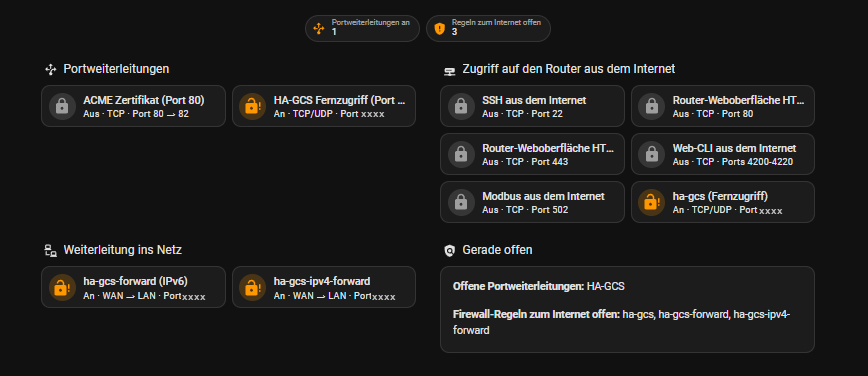 Portweiterleitungen an
1
Regeln zum Internet offen
3
Portweiterleitungen
ACME Zertifikat (Port 80)
Aus · TCP · Port 80 → 82
HA-GCS Fernzugriff (Port ...
An · TCP/UDP · Port xxxx
Zugriff auf den Router aus dem Internet
SSH aus dem Internet
Aus · TCP · Port 22
Router-Weboberfläche HT...
Aus · TCP · Port 80
Router-Weboberfläche HT...
Aus · TCP · Port 443
Web-CLI aus dem Internet
Aus · TCP · Ports 4200-4220
Modbus aus dem Internet
Aus · TCP · Port 502
ha-gcs (Fernzugriff)
An · TCP/UDP · Port xxxx
Weiterleitung ins Netz
ha-gcs-forward (IPv6)
An · WAN → LAN · Port xxxx
ha-gcs-ipv4-forward
An · WAN → LAN · Port xxxx
Gerade offen
Offene Portweiterleitungen: HA-GCS
Firewall-Regeln zum Internet offen: ha-gcs, ha-gcs-forward, ha-gcs-ipv4-
forward